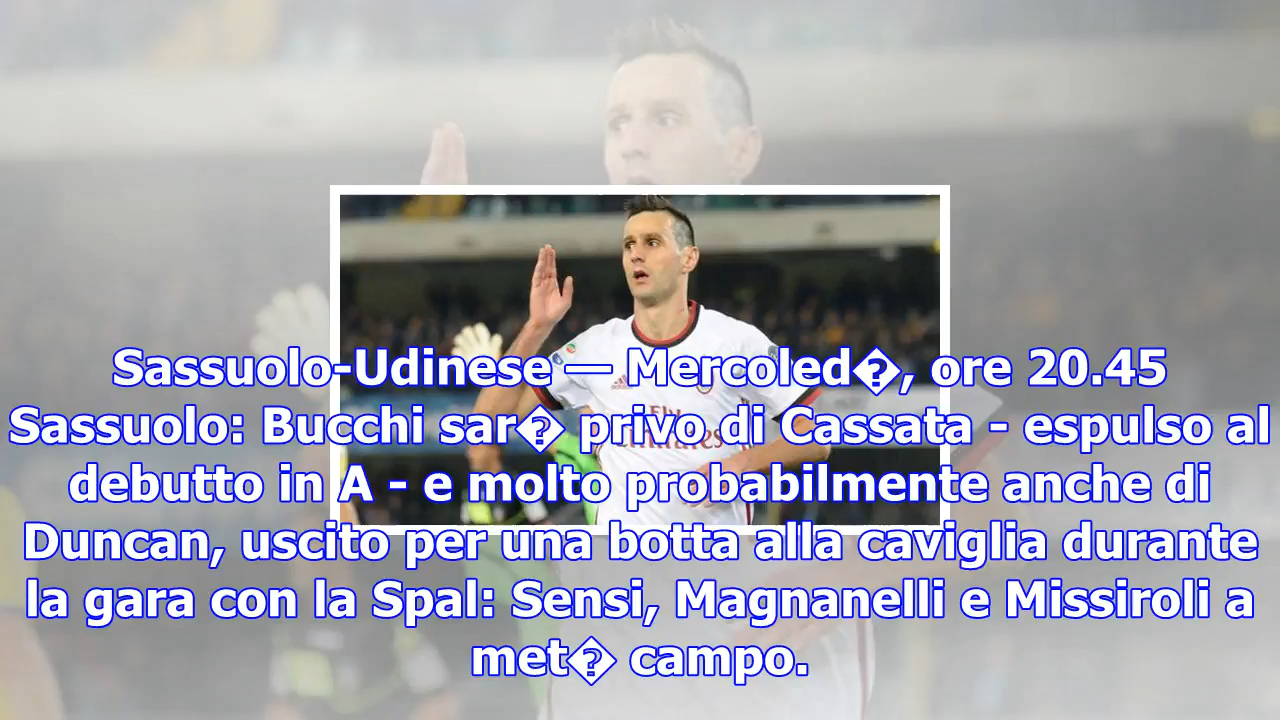 Sassuolo-Udinese — Mercoled�, ore 20.45
Sassuolo: Bucchi sar� privo di Cassata - espulso al
debutto in A - e molto probabilmente anche di
Duncan, uscito per una botta alla caviglia durante
la gara con la Spal: Sensi, Magnanelli e Missiroli a
met� campo.